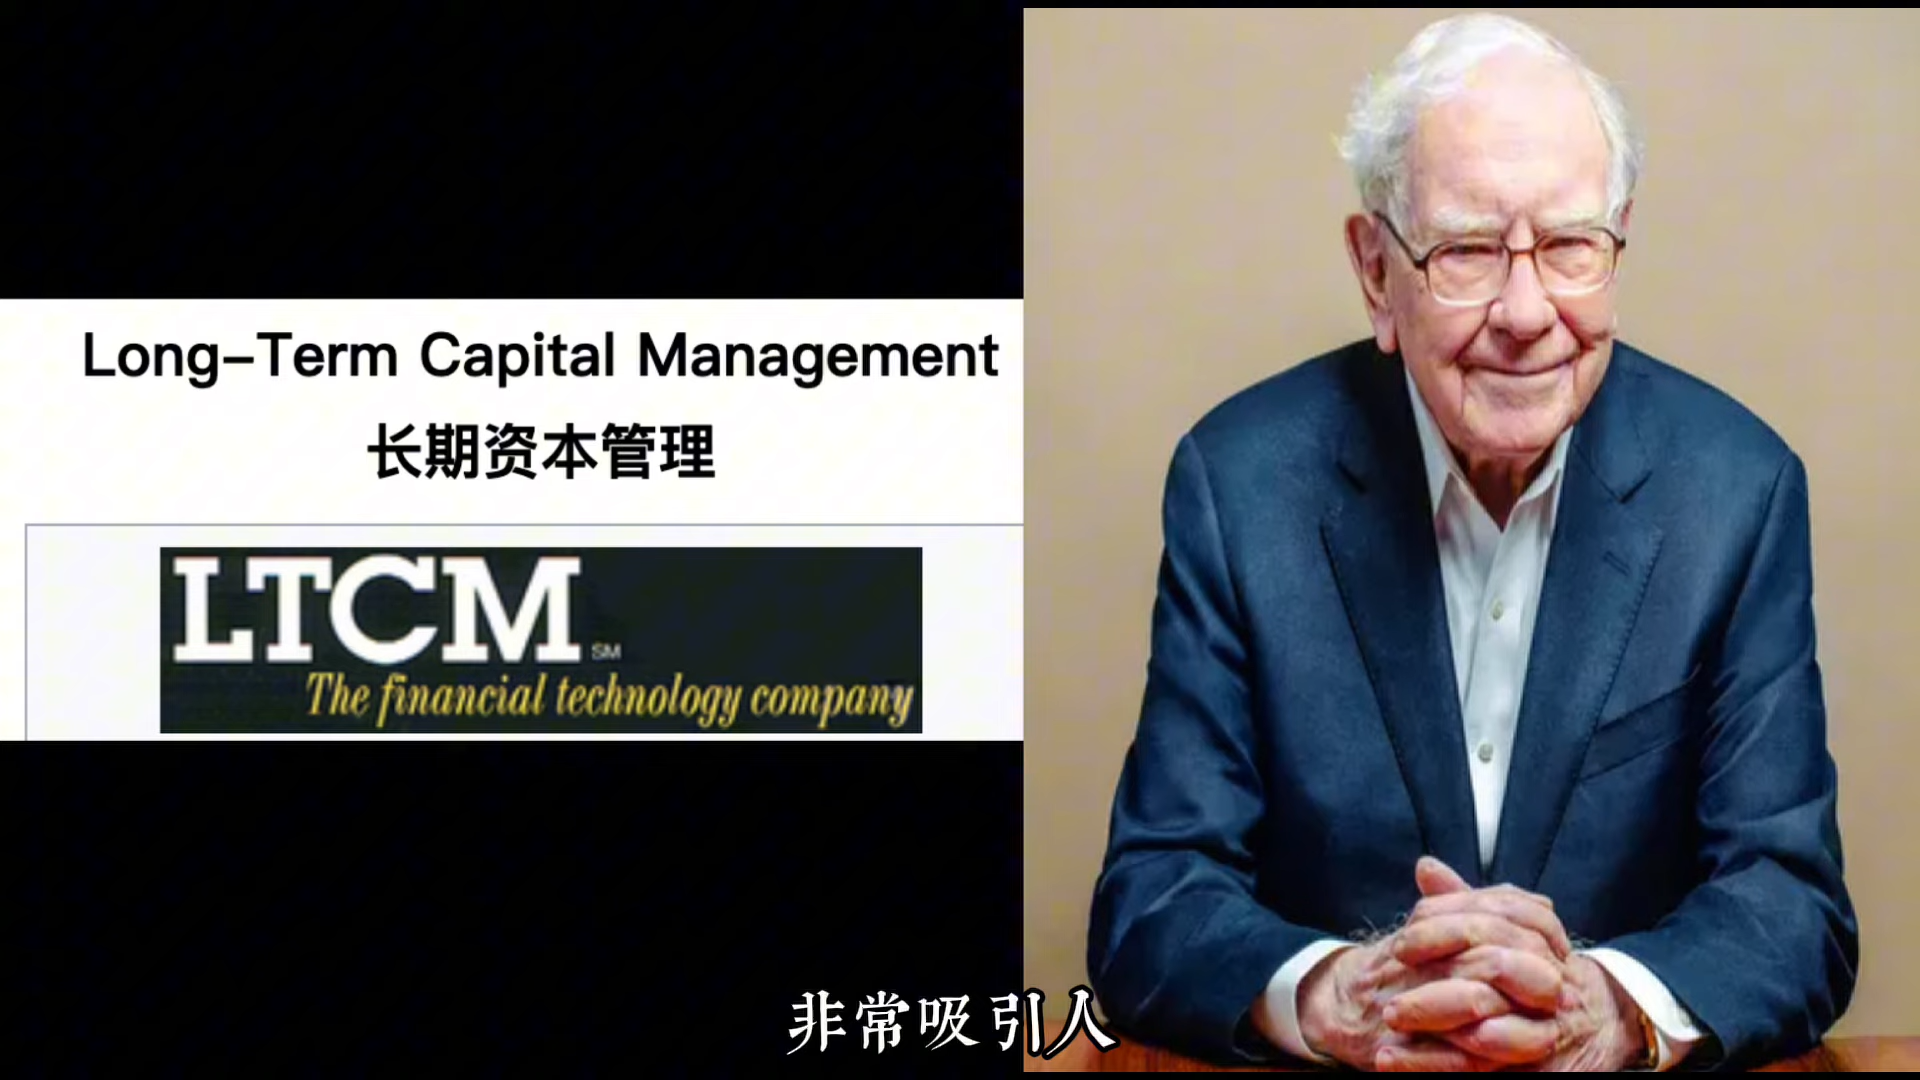 Long-Term Capital Management
长期资本管理
LTCM SM
The financial technology company
非常吸引人